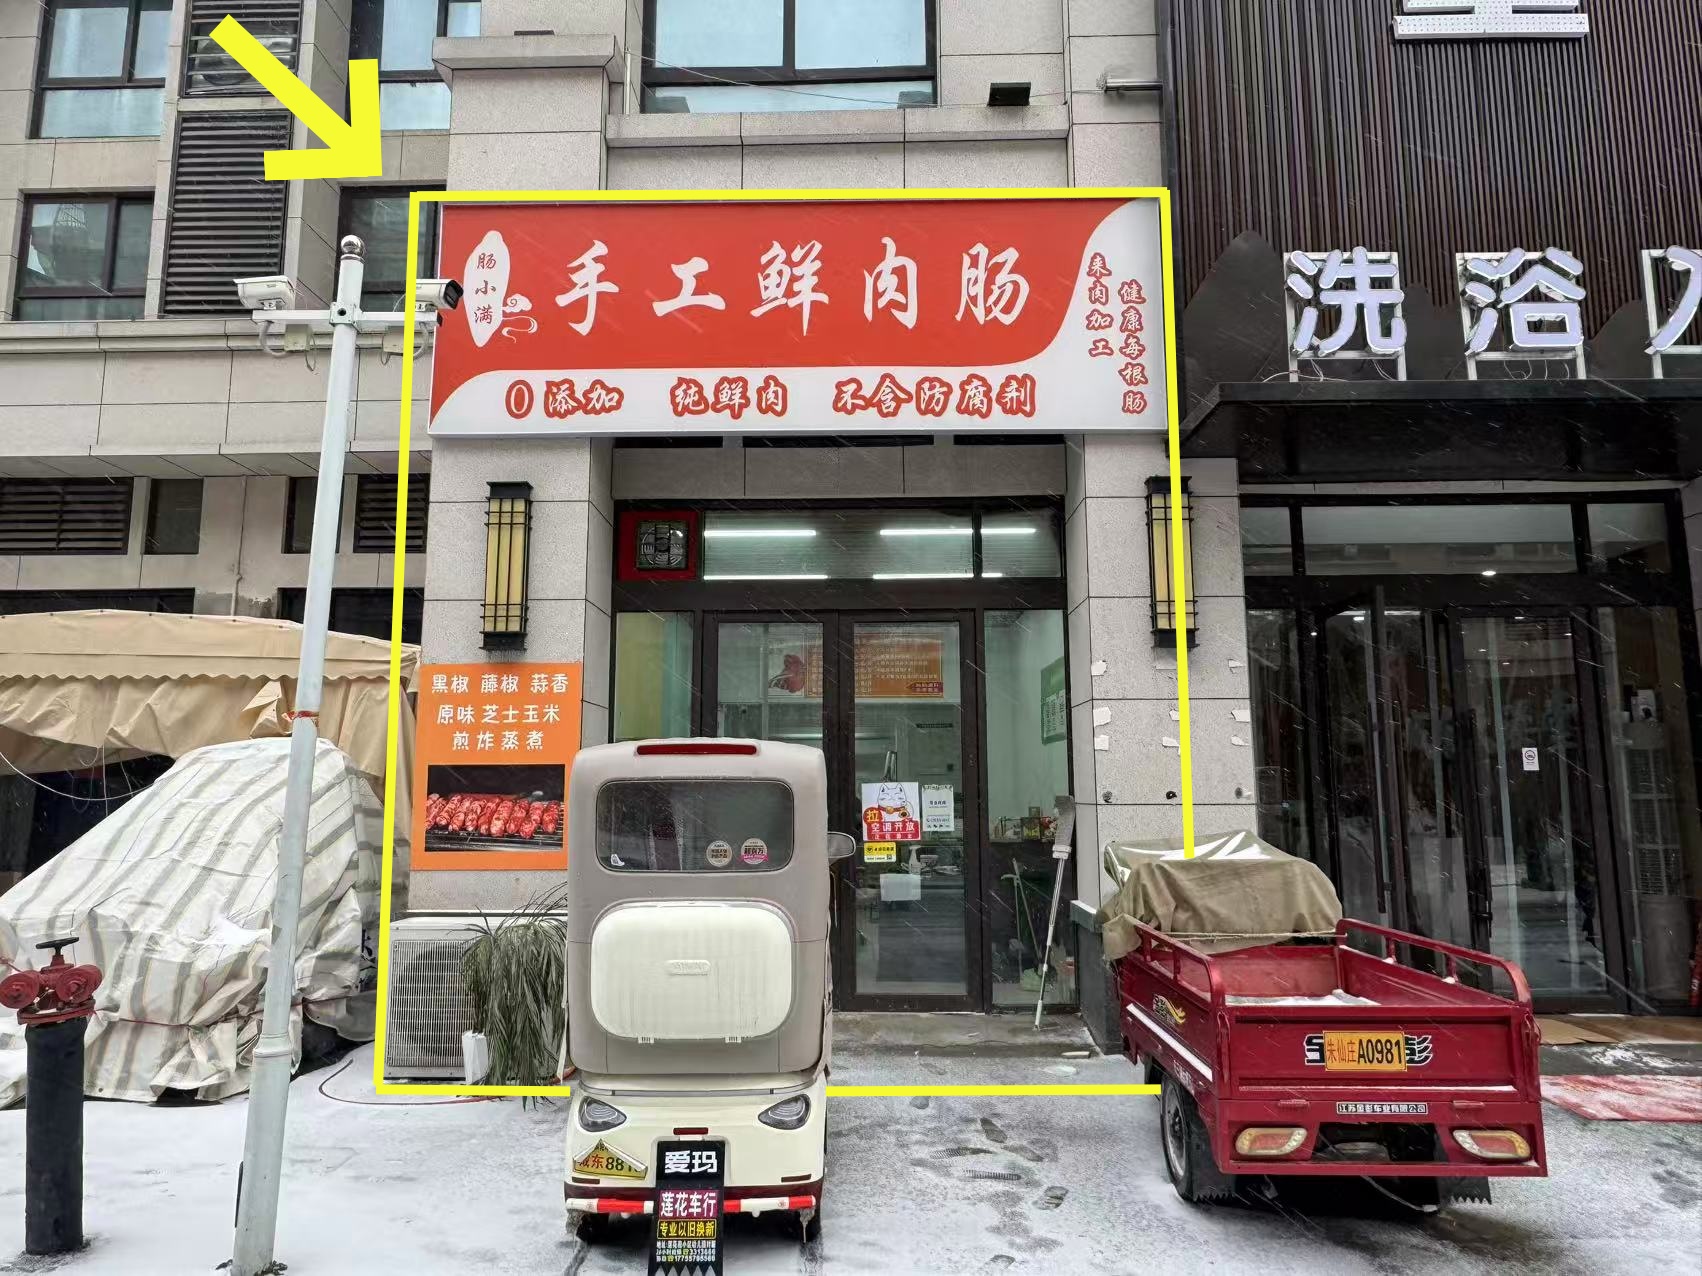 肠小满
手工鲜肉肠
来肉加工
健康每根肠
0添加 纯鲜肉 不含防腐剂
洗浴
黑椒 藤椒 蒜香
原味 芝士玉米
煎炸蒸煮
拉
空调开放
朱仙庄A0981
江苏金彭车业有限公司
爱玛
莲花车行
专业以旧换新